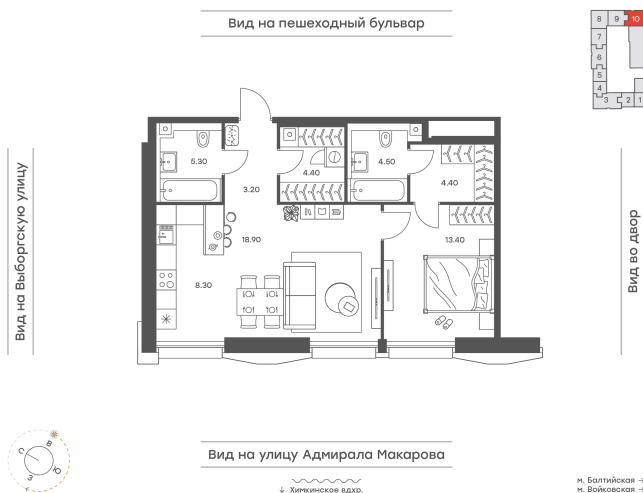 Вид на пешеходный бульвар
8 9 10
7
6
5
4
3 2 1
Вид на Выборгскую улицу
Вид во двор
5.30
3.20
4.40
4.50
4.40
18.90
13.40
8.30
Вид на улицу Адмирала Макарова
↓ Химкинское вдхр.
С В
З Ю
м. Балтийская
м. Войковская